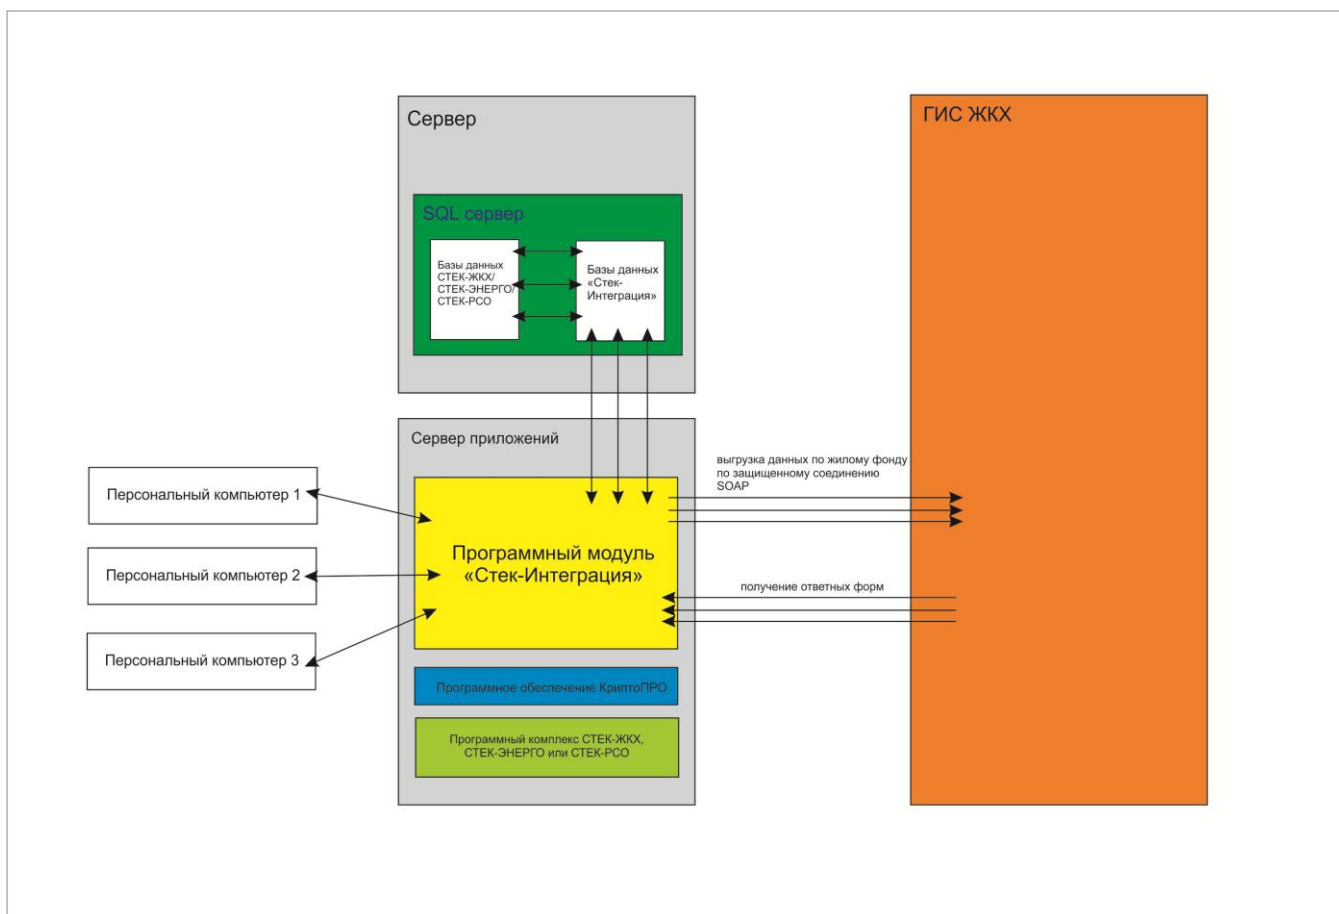 Сервер
SQL сервер
Базы данных
СТЕК-ЖКХ/
СТЕК-ЭНЕРГО/
СТЕК-РСО
Базы данных
«Стек-
Интеграция»
ГИС ЖКХ
Сервер приложений
Программный модуль
«Стек-Интеграция»
Программное обеспечение КриптоПРО
Программный комплекс СТЕК-ЖКХ,
СТЕК-ЭНЕРГО или СТЕК-РСО
Персональный компьютер 1
Персональный компьютер 2
Персональный компьютер 3
выгрузка данных по жилому фонду
по защищенному соединению
SOAP
получение ответных форм